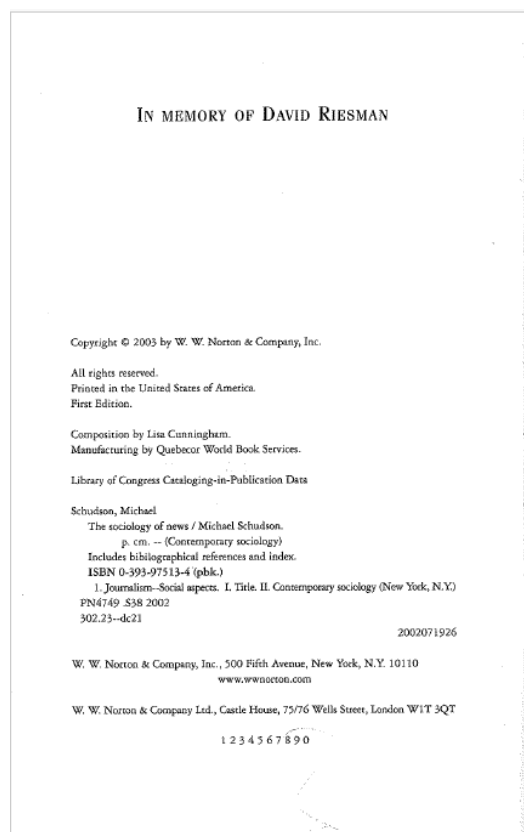 IN MEMORY OF DAVID RIESMAN
Copyright © 2003 by W. W. Norton & Company, Inc.
All rights reserved.
Printed in the United States of America.
First Edition.
Composition by Lisa Cunningham.
Manufacturing by Quebecor World Book Services.
Library of Congress Cataloging-in-Publication Data
Schudson, Michael
The sociology of news / Michael Schudson.
p. cm. -- (Contemporary sociology)
Includes bibilographical references and index.
ISBN 0-393-97513-4 (pbk.)
1. Journalism--Social aspects. I. Title. II. Contemporary sociology (New York, N.Y.)
PN4749 .S38 2002
302.23--dc21
2002071926
W. W. Norton & Company, Inc., 500 Fifth Avenue, New York, N.Y. 10110
www.wwnorton.com
W. W. Norton & Company Ltd., Castle House, 75/76 Wells Street, London W1T 3QT
1 2 3 4 5 6 7 8 9 0